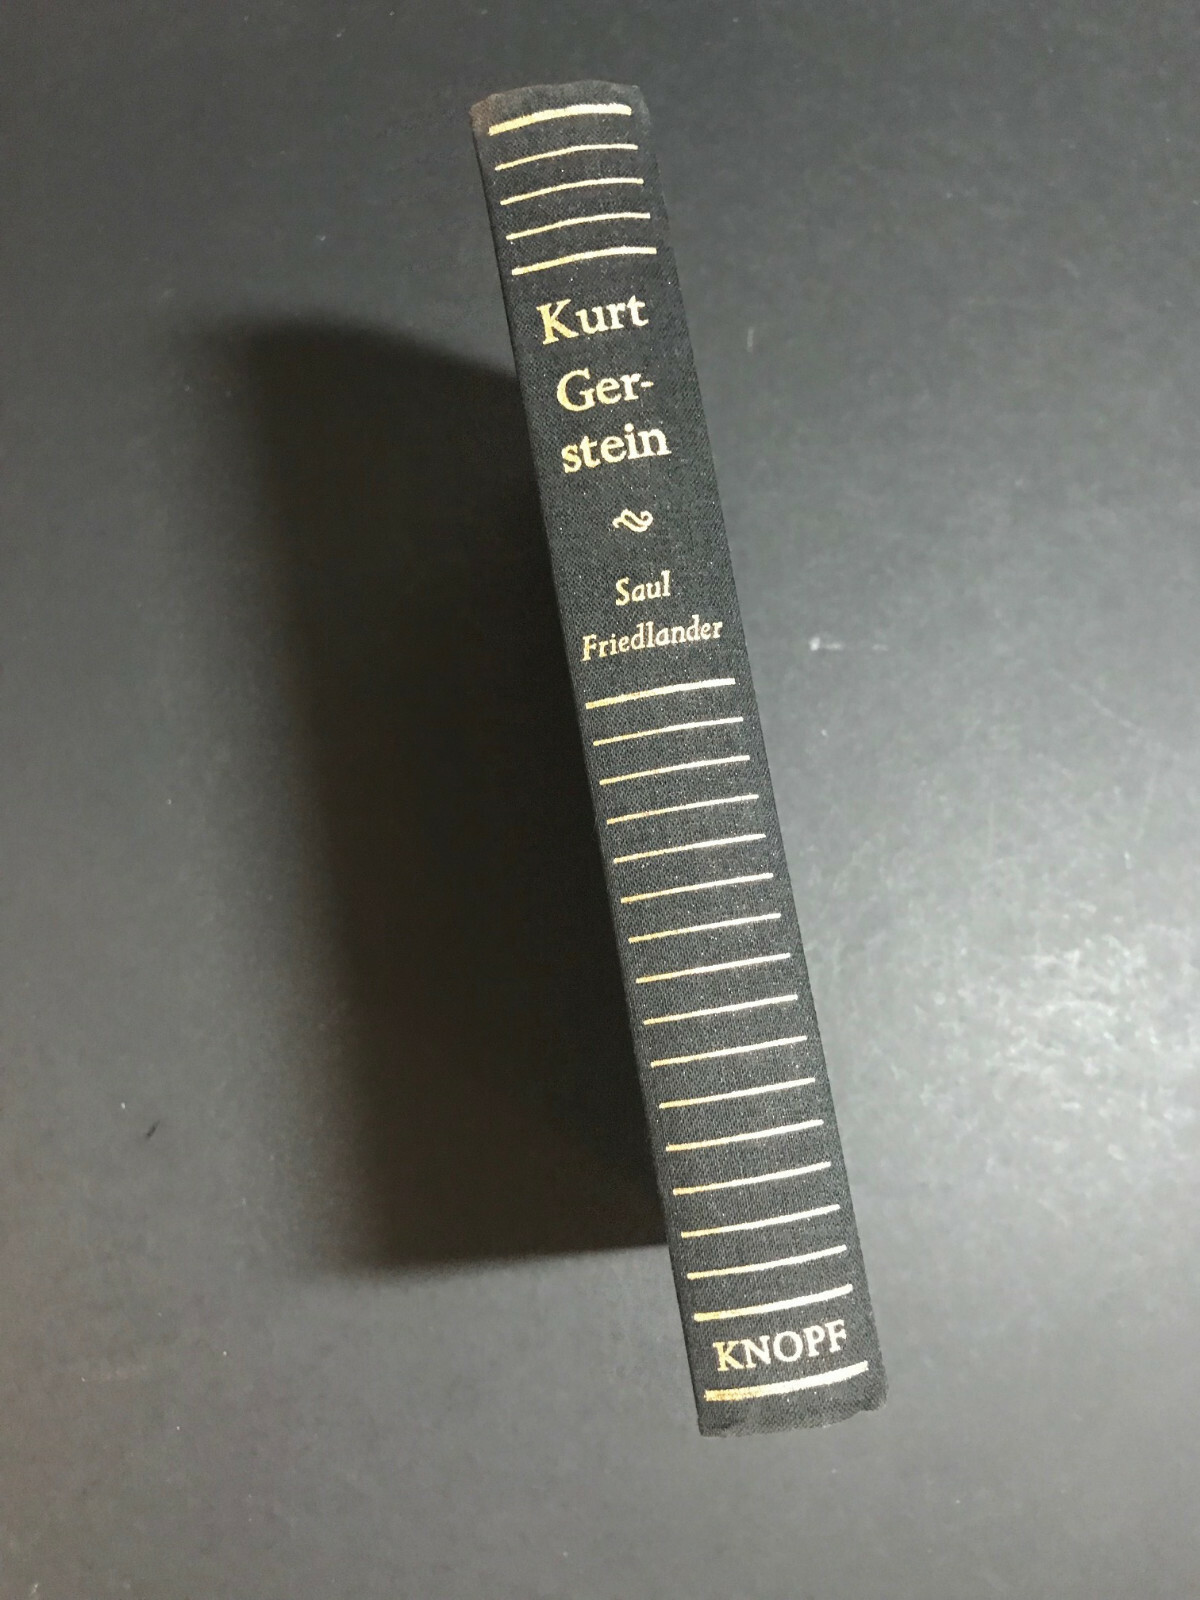 Kurt
Ger-
stein
Saul
Friedlander
KNOPF